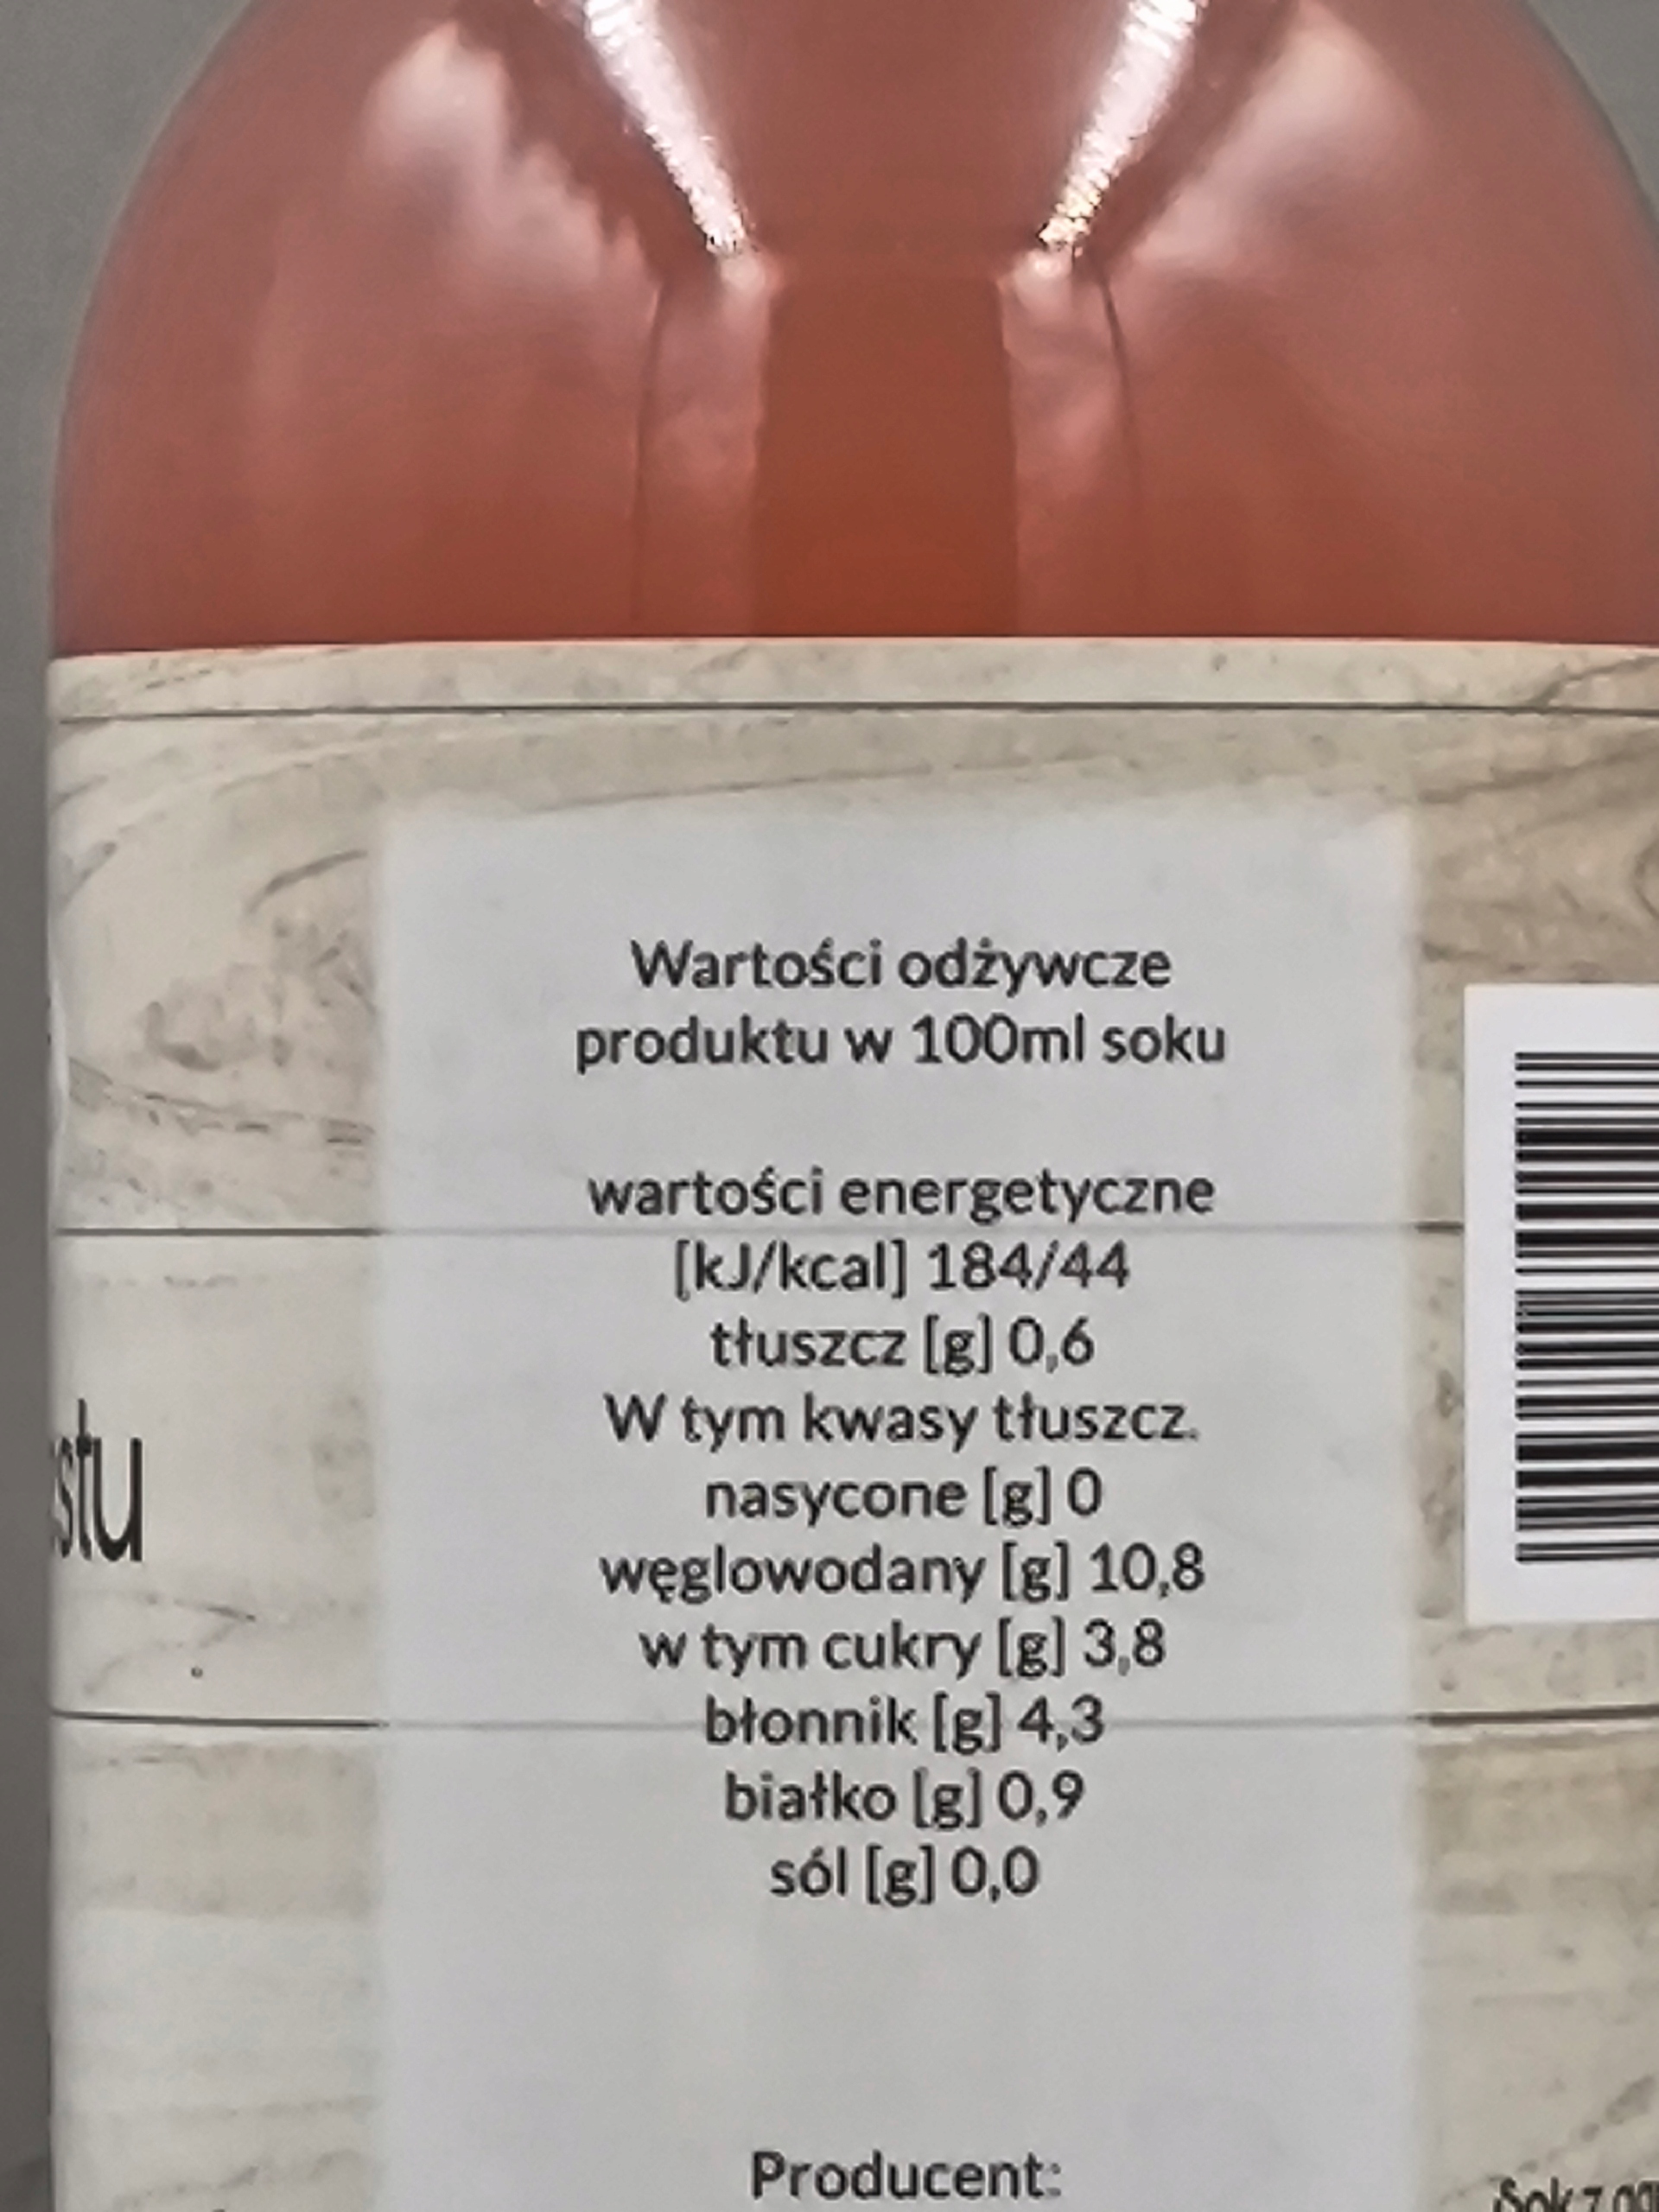 Wartości odżywcze
produktu w 100ml soku
wartości energetyczne
[kJ/kcal] 184/44
tłuszcz [g] 0,6
W tym kwasy tłuszcz.
nasycone [g] 0
węglowodany [g] 10,8
w tym cukry [g] 3,8
błonnik [g] 4,3
białko [g] 0,9
sól [g] 0,0
Producent:
Sok z